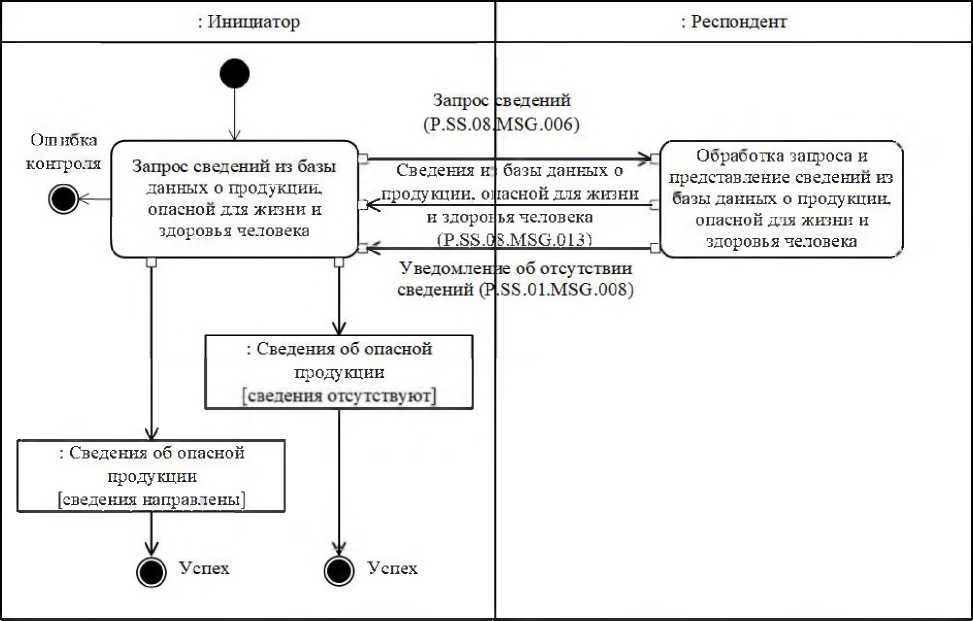 : Инициатор
: Респондент
Запрос сведений
(P.SS.08.MSG.006)
Ошибка
контроля
Запрос сведений из базы
данных о продукции,
опасной для жизни и
здоровья человека
Сведения из базы данных о
продукции, опасной для жизни
и здоровья человека
(P.SS.08.MSG.013)
Обработка запроса и
представление сведений из
базы данных о продукции,
опасной для жизни и
здоровья человека
Уведомление об отсутствии
сведений (P.SS.01.MSG.008)
: Сведения об опасной
продукции
[сведения отсутствуют]
: Сведения об опасной
продукции
[сведения направлены]
Успех
Успех